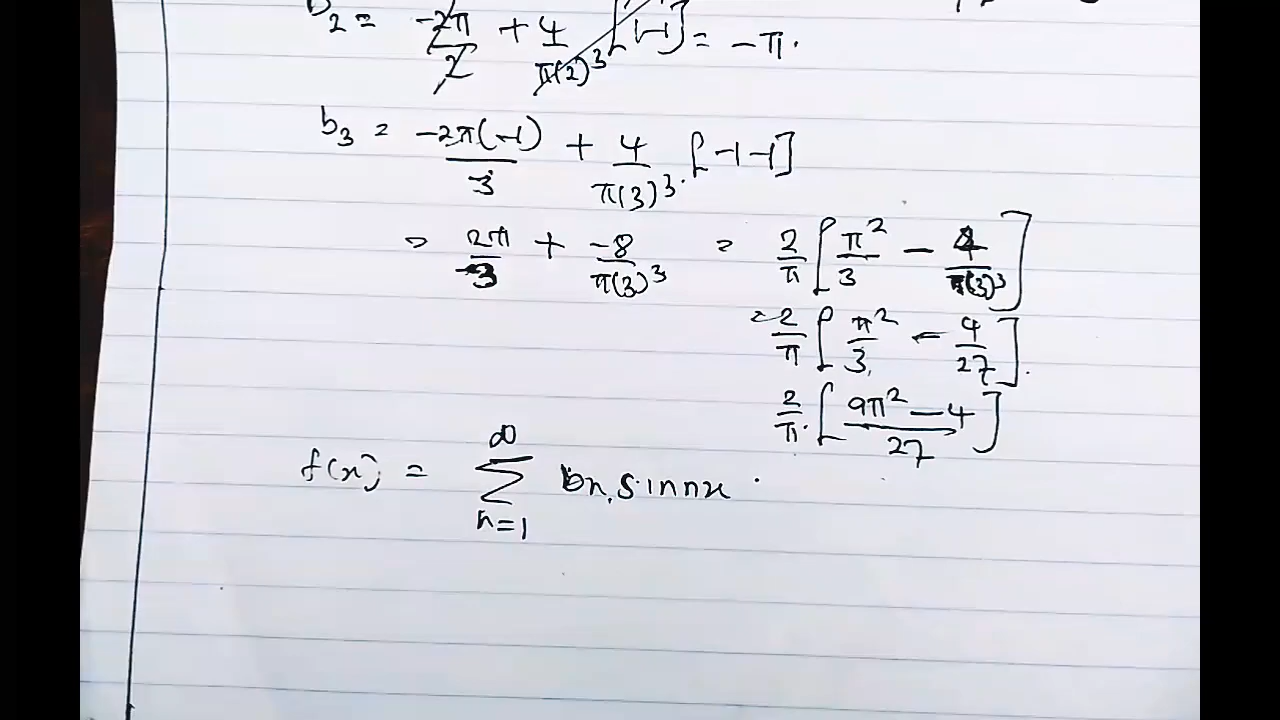 b₂ = -2π/2 + 4/π(2)³ [1-1] = -π.
b₃ = -2π(-1)/3 + 4/π(3)³. [-1-1]
= 2π/3 + -8/π(3)³ = 2/π [π²/3 - 4/(3)³]
= 2/π [π²/3 - 4/27].
2/π. [9π² - 4/27]
f(x) = ∑ₙ₌₁^∞ bn sin nx.